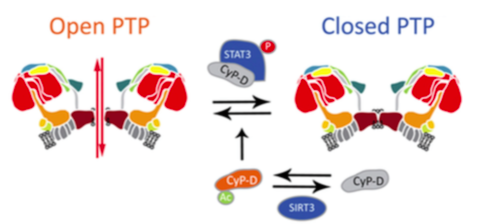 Open PTP
Closed PTP
STAT3
P
CyP-D
CyP-D
Ac
CyP-D
SIRT3